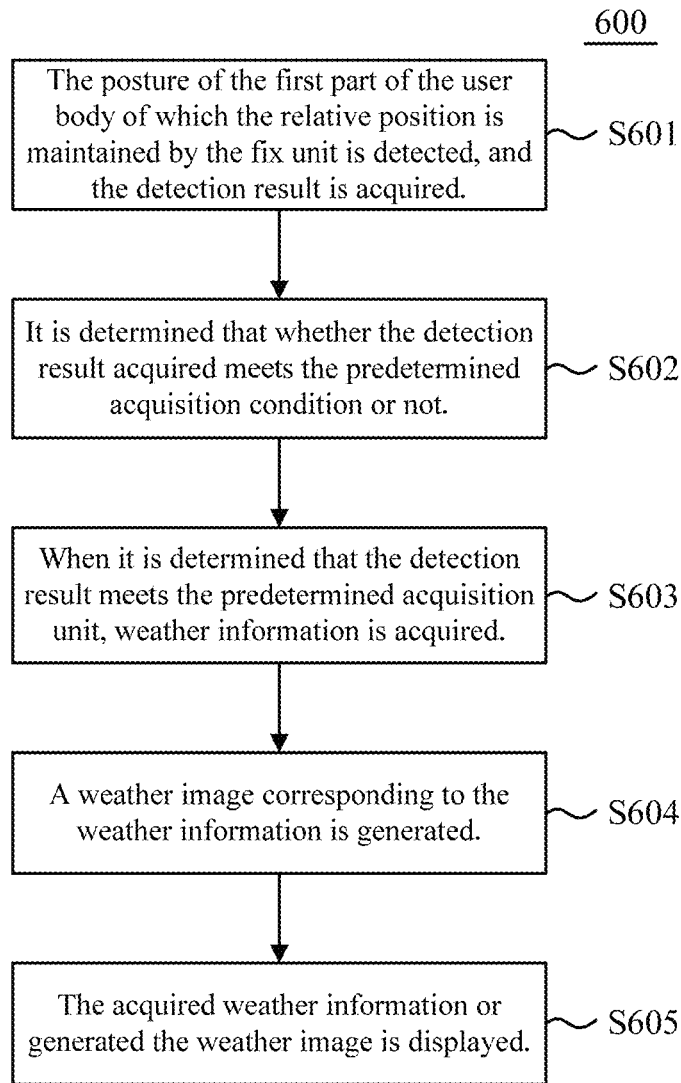 600
The posture of the first part of the user
body of which the relative position is
maintained by the fix unit is detected, and
the detection result is acquired.
S601
It is determined that whether the detection
result acquired meets the predetermined
acquisition condition or not.
S602
When it is determined that the detection
result meets the predetermined acquisition
unit, weather information is acquired.
S603
A weather image corresponding to the
weather information is generated.
S604
The acquired weather information or
generated the weather image is displayed.
S605